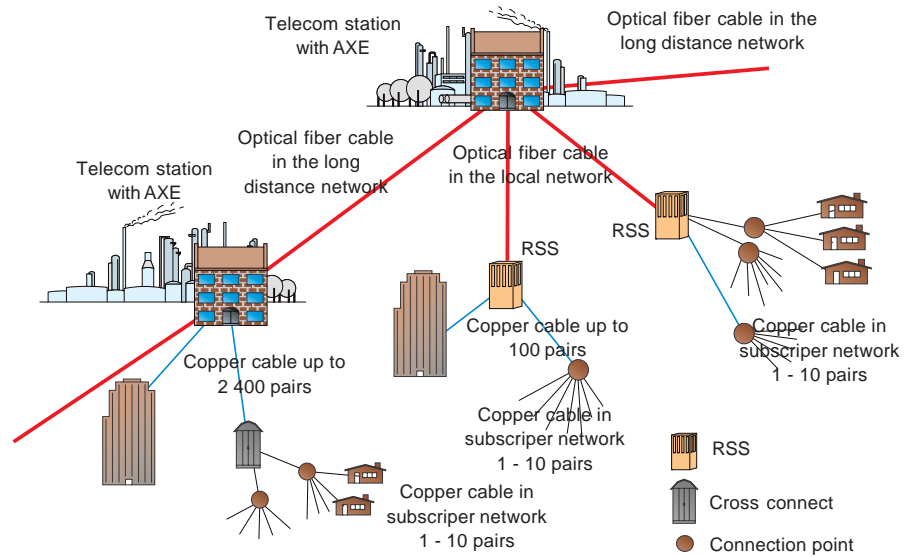 Telecom station
with AXE
Optical fiber cable in the
long distance network
Optical fiber cable
in the long
distance network
Optical fiber cable
in the local network
Telecom station
with AXE
RSS
RSS
Copper cable up to
2 400 pairs
Copper cable up to
100 pairs
Copper cable in
subscriper network
1 - 10 pairs
Copper cable in
subscriper network
1 - 10 pairs
Copper cable in
subscriper network
1 - 10 pairs
RSS
Cross connect
Connection point